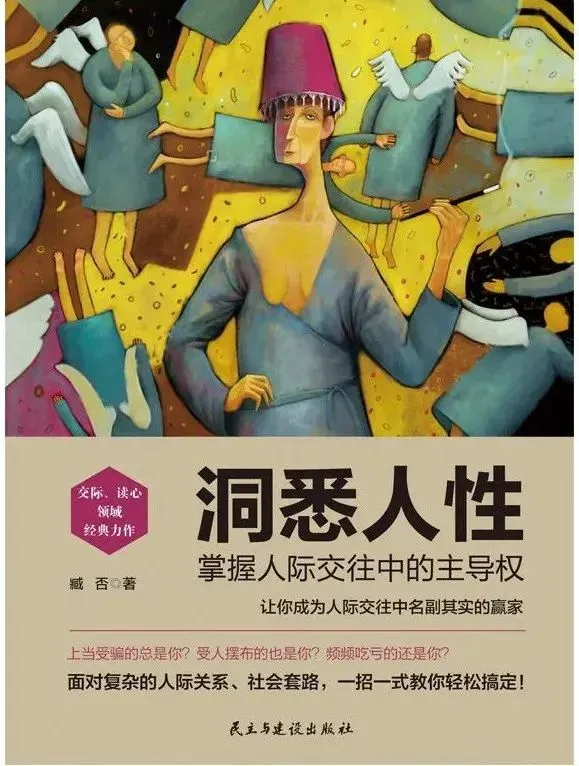 交际、读心
领域
经典力作
洞悉人性
掌握人际交往中的主导权
臧 否◎著
让你成为人际交往中名副其实的赢家
上当受骗的总是你?受人摆布的也是你?频频吃亏的还是你?
面对复杂的人际关系、社会套路,一招一式教你轻松搞定!
民主与建设出版社